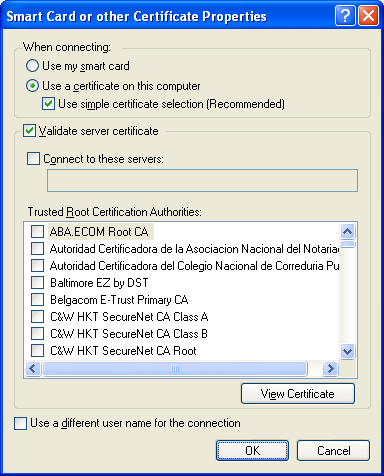 Smart Card or other Certificate Properties
When connecting:
Use my smart card
Use a certificate on this computer
Use simple certificate selection (Recommended)
Validate server certificate
Connect to these servers:
Trusted Root Certification Authorities:
ABA.ECOM Root CA
Autoridad Certificadora de la Asociacion Nacional del Notaria
Autoridad Certificadora del Colegio Nacional de Correduria Pu
Baltimore EZ by DST
Belgacom E-Trust Primary CA
C&W HKT SecureNet CA Class A
C&W HKT SecureNet CA Class B
C&W HKT SecureNet CA Root
View Certificate
Use a different user name for the connection
OK Cancel